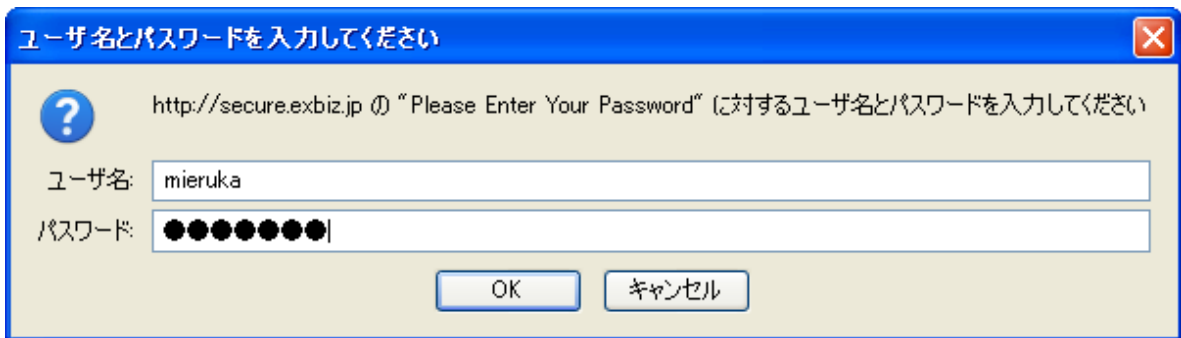 ユーザ名とパスワードを入力してください
http://secure.exbiz.jp の "Please Enter Your Password" に対するユーザ名とパスワードを入力してください
ユーザ名: mieruka
パスワード: ●●●●●●●
OK キャンセル